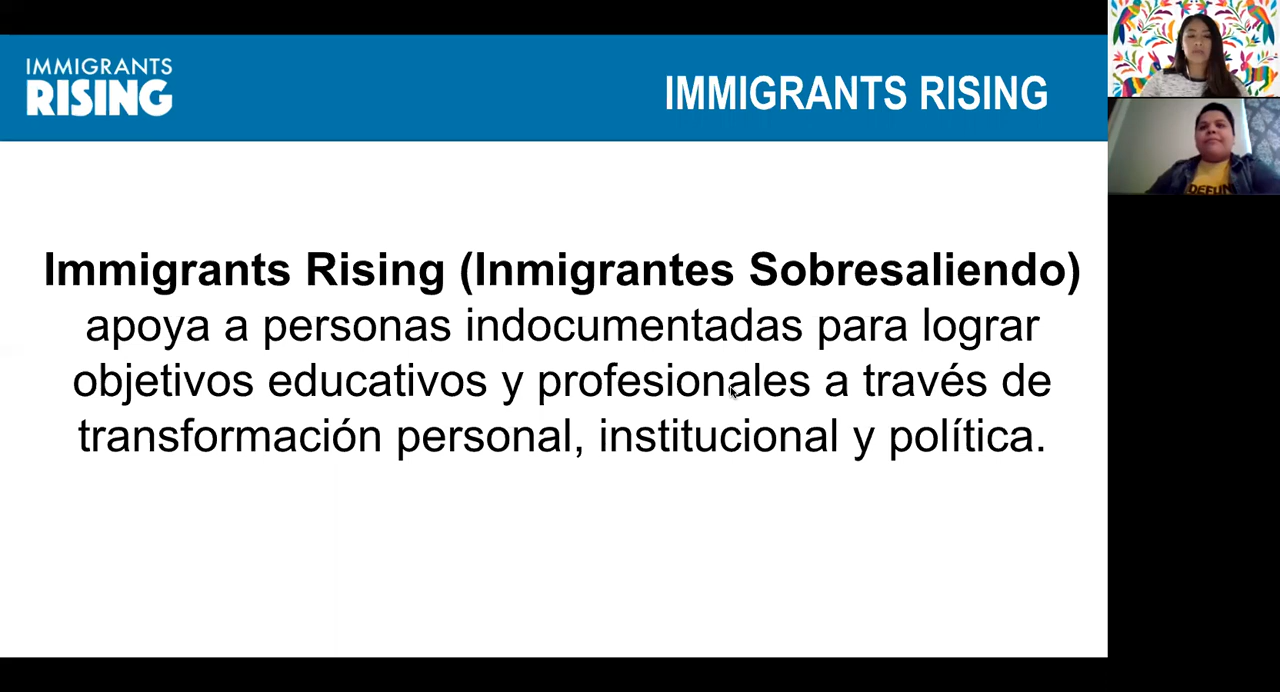 IMMIGRANTS
RISING
IMMIGRANTS RISING
Immigrants Rising (Inmigrantes Sobresaliendo)
apoya a personas indocumentadas para lograr
objetivos educativos y profesionales a través de
transformación personal, institucional y política.